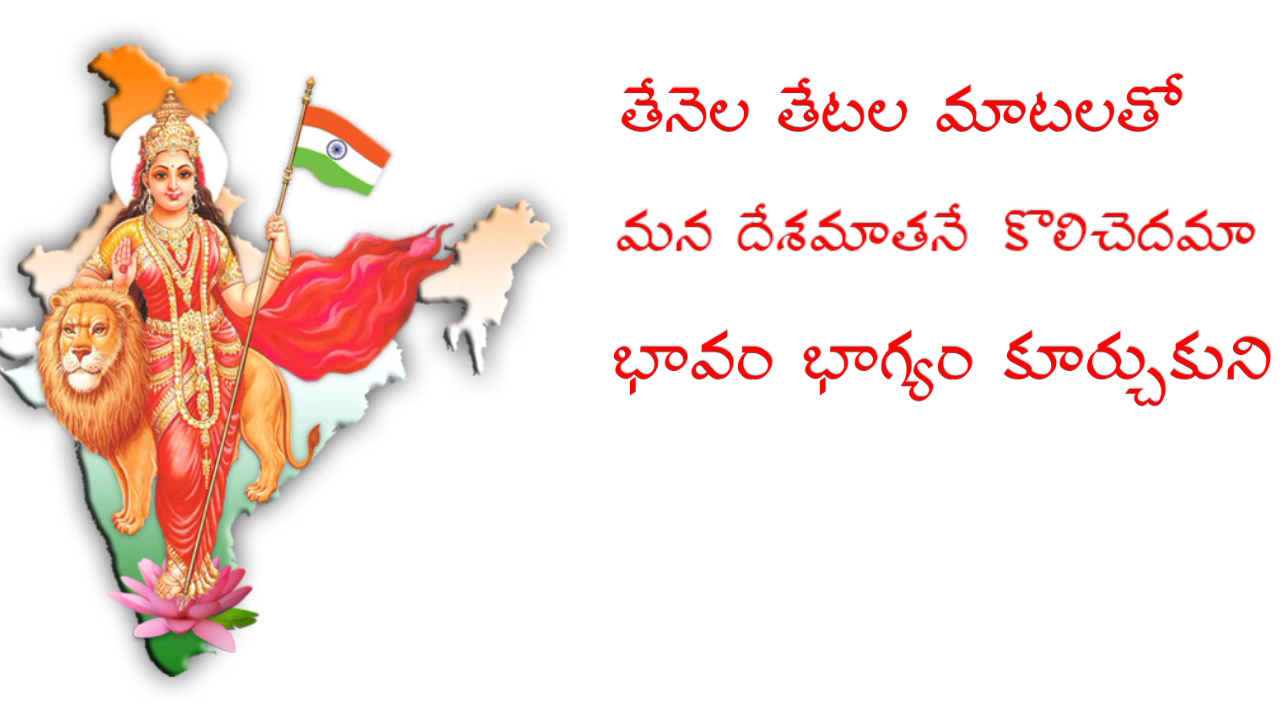 తేనెల తేటల మాటలతో
మన దేశమాతనే కొలిచెదమా
భావం భాగ్యం కూర్చుకుని